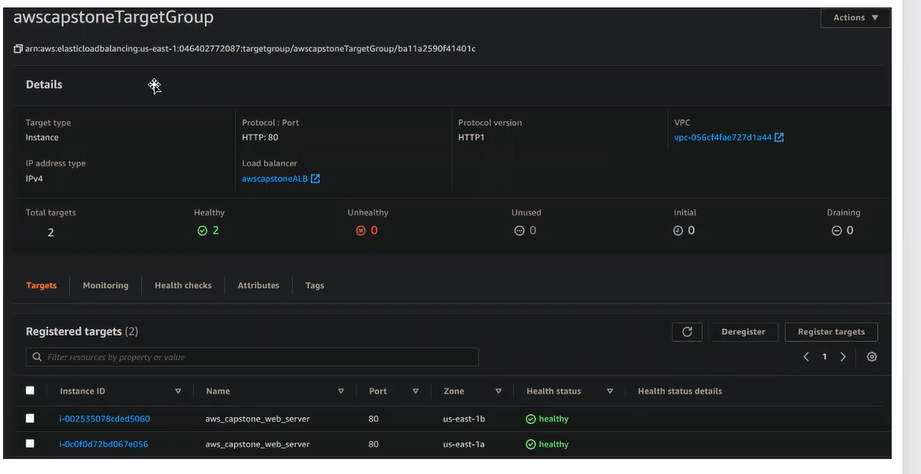 awscapstoneTargetGroup
Actions
arn:aws:elasticloadbalancing:us-east-1:046402772087:targetgroup/awscapstoneTargetGroup/ba11a2590f41401c
Details
Target type
Instance
Protocol : Port
HTTP: 80
Protocol version
HTTP1
VPC
vpc-056cf4fae727d1a44
IP address type
IPv4
Load balancer
awscapstoneALB
Total targets
2
Healthy
2
Unhealthy
0
Unused
0
Initial
0
Draining
0
Targets Monitoring Health checks Attributes Tags
Registered targets (2)
Deregister
Register targets
Filter resources by property or value
1
Instance ID Name Port Zone Health status Health status details
i-002535078cded5060 aws_capstone_web_server 80 us-east-1b healthy
i-0c0f0d72bd067e056 aws_capstone_web_server 80 us-east-1a healthy